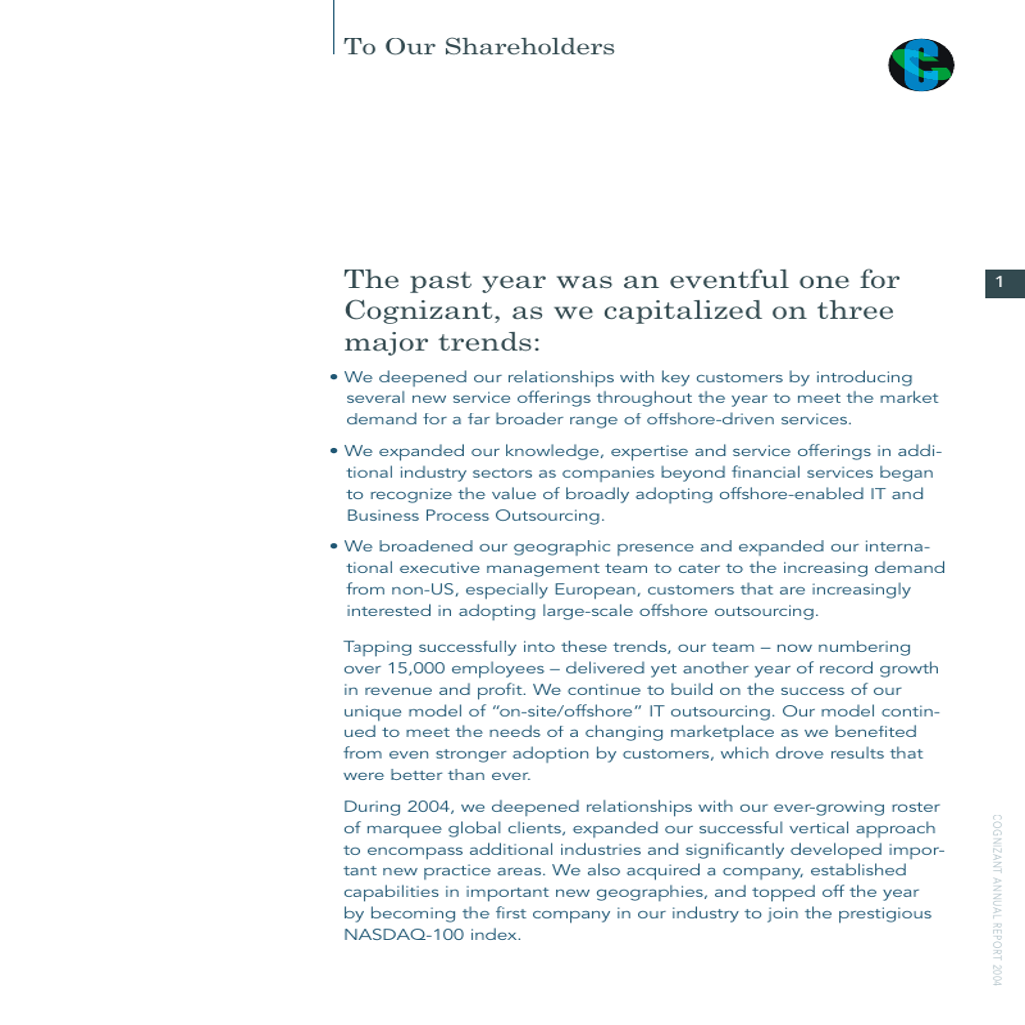 To Our Shareholders
The past year was an eventful one for
Cognizant, as we capitalized on three
major trends:
• We deepened our relationships with key customers by introducing
several new service offerings throughout the year to meet the market
demand for a far broader range of offshore-driven services.
• We expanded our knowledge, expertise and service offerings in addi-
tional industry sectors as companies beyond financial services began
to recognize the value of broadly adopting offshore-enabled IT and
Business Process Outsourcing.
• We broadened our geographic presence and expanded our interna-
tional executive management team to cater to the increasing demand
from non-US, especially European, customers that are increasingly
interested in adopting large-scale offshore outsourcing.
Tapping successfully into these trends, our team – now numbering
over 15,000 employees – delivered yet another year of record growth
in revenue and profit. We continue to build on the success of our
unique model of “on-site/offshore” IT outsourcing. Our model contin-
ued to meet the needs of a changing marketplace as we benefited
from even stronger adoption by customers, which drove results that
were better than ever.
During 2004, we deepened relationships with our ever-growing roster
of marquee global clients, expanded our successful vertical approach
to encompass additional industries and significantly developed impor-
tant new practice areas. We also acquired a company, established
capabilities in important new geographies, and topped off the year
by becoming the first company in our industry to join the prestigious
NASDAQ-100 index.
1
COGNIZANT ANNUAL REPORT 2004